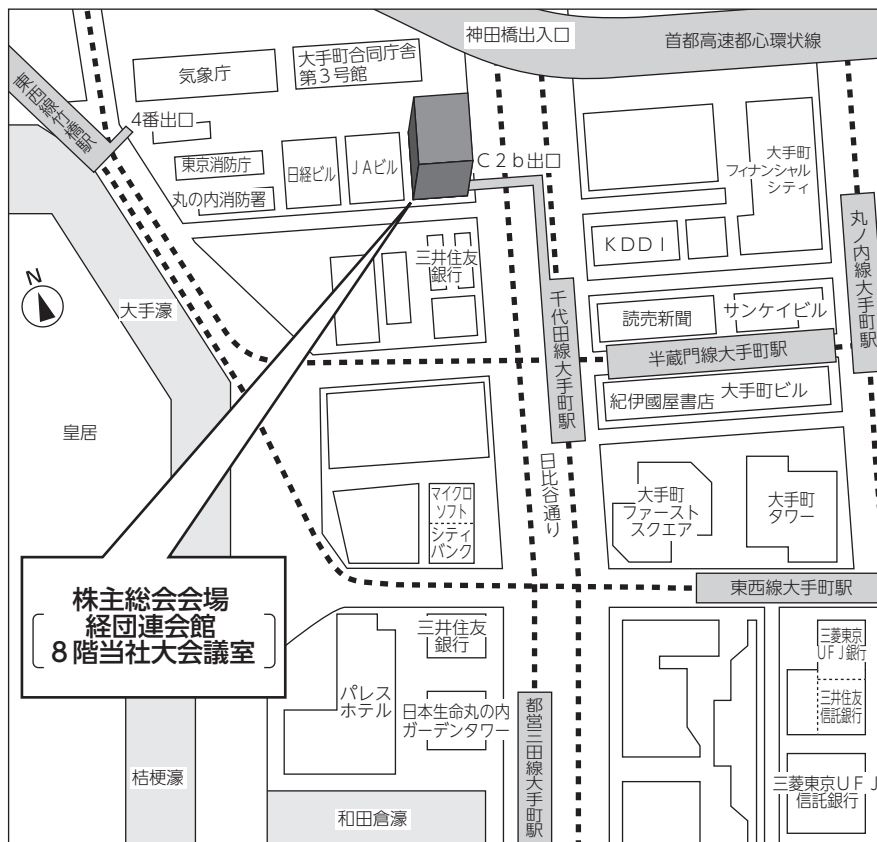 神田橋出入口
首都高速都心環状線
気象庁
大手町合同庁舎
第３号館
東西線竹橋駅
4番出口
東京消防庁
丸の内消防署
日経ビル
ＪＡビル
Ｃ２ｂ出口
大手町
フィナンシャル
シティ
丸ノ内線大手町駅
ＫＤＤＩ
三井住友
銀行
N
大手濠
千代田線大手町駅
読売新聞
サンケイビル
半蔵門線大手町駅
紀伊國屋書店
大手町ビル
皇居
日比谷通り
マイクロ
ソフト
シティ
バンク
大手町
ファースト
スクエア
大手町
タワー
東西線大手町駅
株主総会会場
経団連会館
８階当社大会議室
三井住友
銀行
パレス
ホテル
日本生命丸の内
ガーデンタワー
都営三田線大手町駅
三菱東京
ＵＦＪ銀行
三井住友
信託銀行
三菱東京ＵＦＪ
信託銀行
桔梗濠
和田倉濠